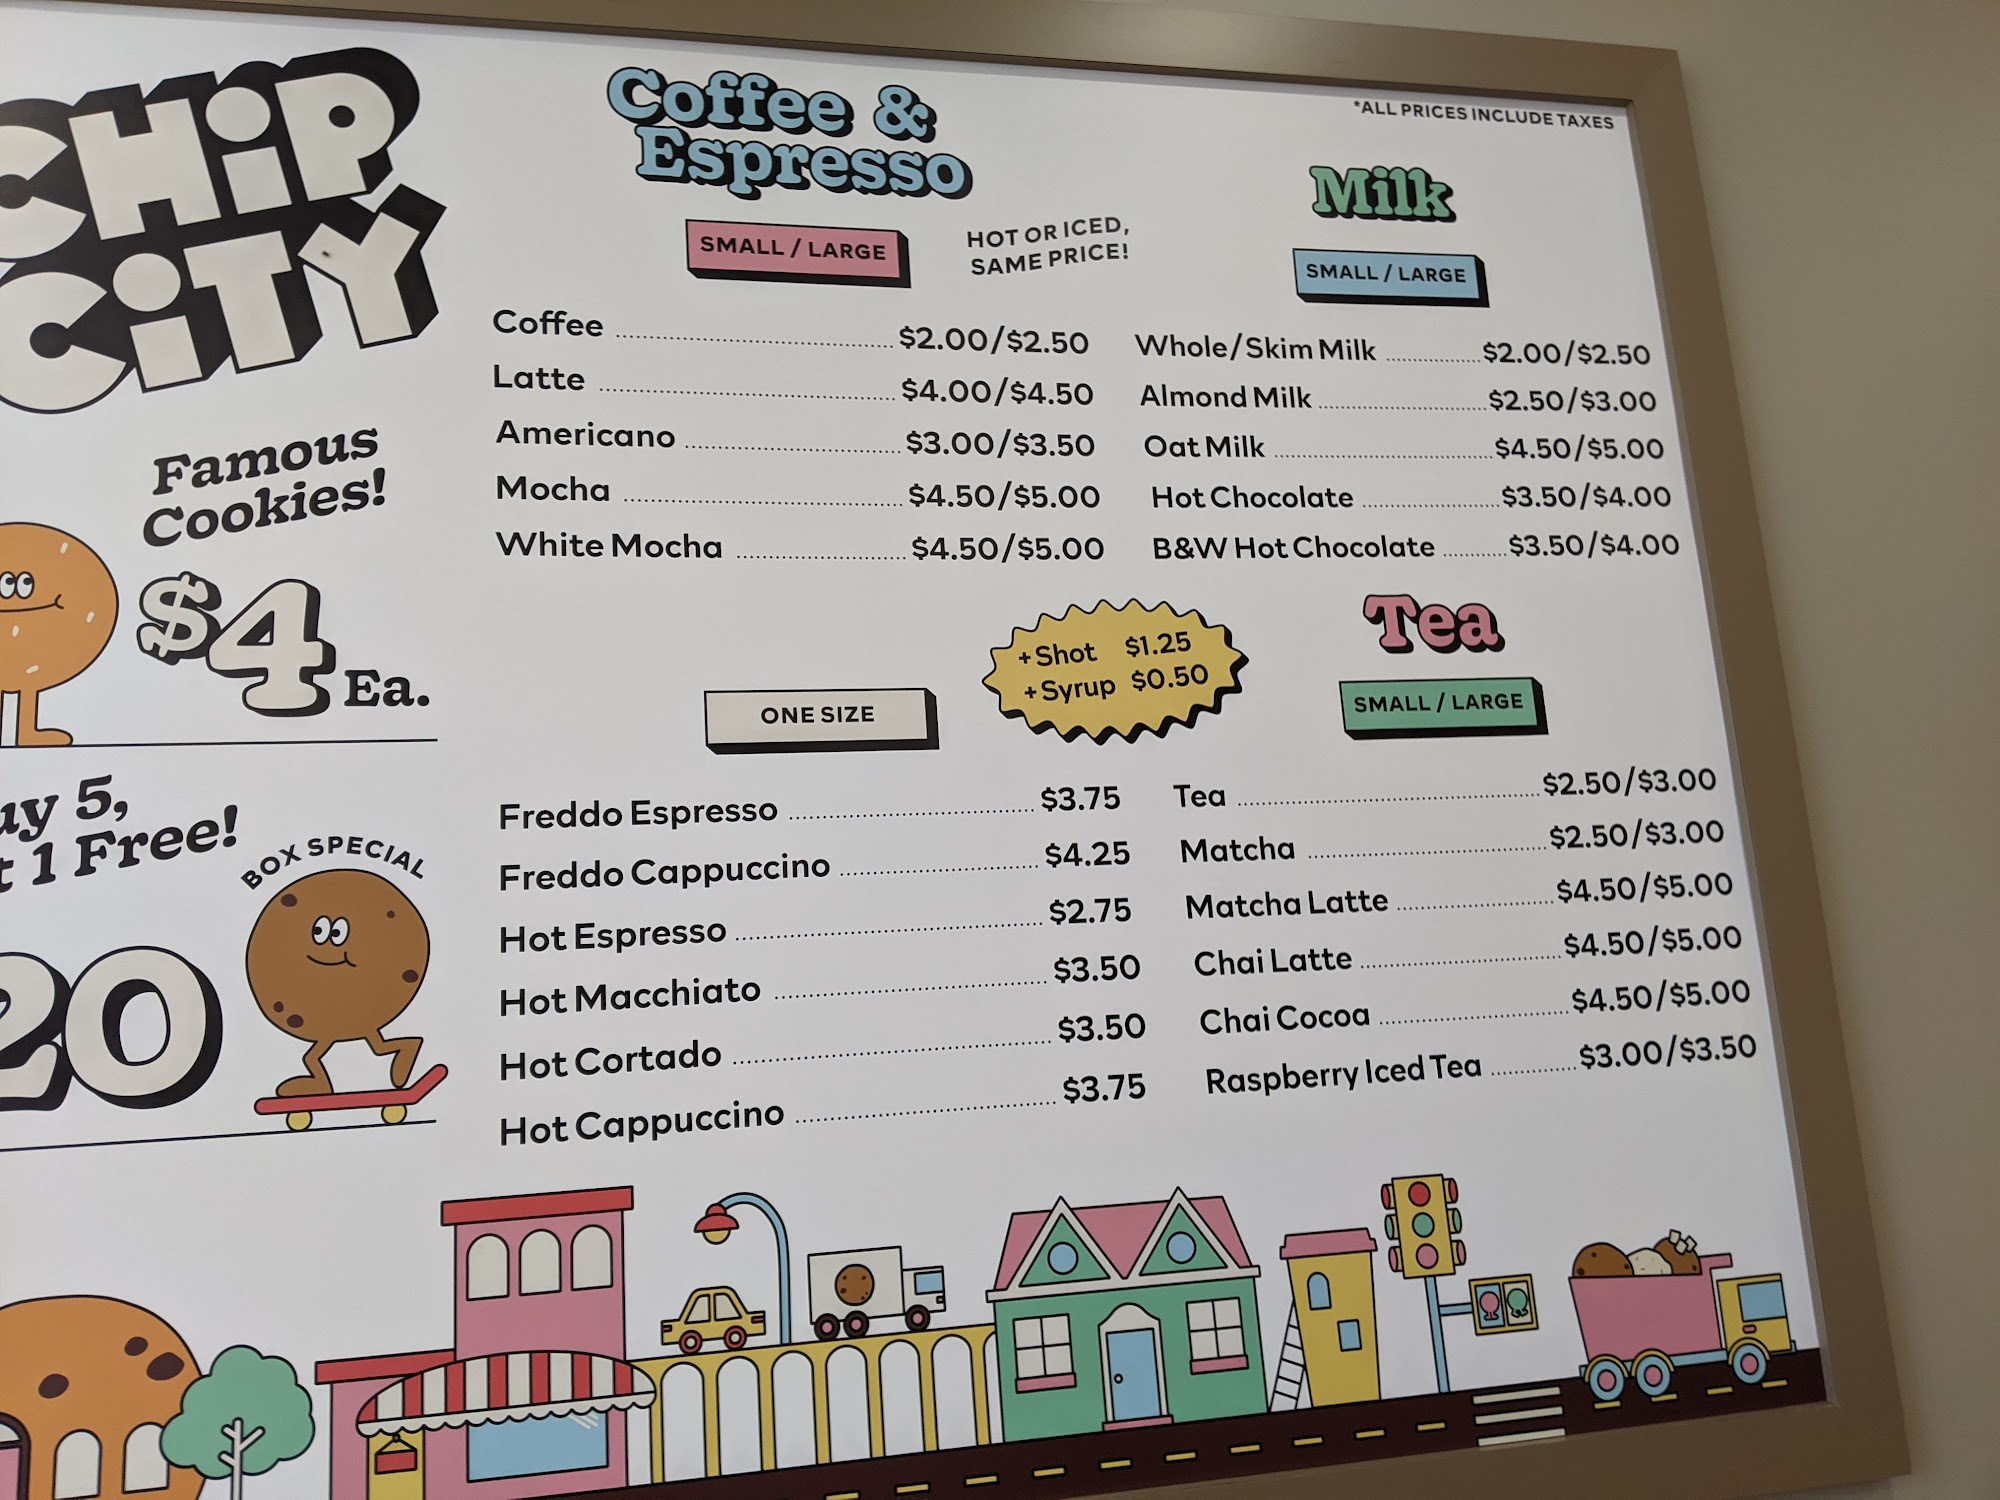 CHiP
CiTY
Famous
Cookies!
$4 Ea.
uy 5,
t 1 Free!
BOX SPECIAL
20
Coffee &
Espresso
SMALL / LARGE
HOT OR ICED,
SAME PRICE!
Coffee $2.00/$2.50
Latte $4.00/$4.50
Americano $3.00/$3.50
Mocha $4.50/$5.00
White Mocha $4.50/$5.00
+ Shot $1.25
+ Syrup $0.50
ONE SIZE
Freddo Espresso $3.75
Freddo Cappuccino $4.25
Hot Espresso $2.75
Hot Macchiato $3.50
Hot Cortado $3.50
Hot Cappuccino $3.75
*ALL PRICES INCLUDE TAXES
Milk
SMALL / LARGE
Whole/Skim Milk $2.00/$2.50
Almond Milk $2.50/$3.00
Oat Milk $4.50/$5.00
Hot Chocolate $3.50/$4.00
B&W Hot Chocolate $3.50/$4.00
Tea
SMALL / LARGE
Tea $2.50/$3.00
Matcha $2.50/$3.00
Matcha Latte $4.50/$5.00
Chai Latte $4.50/$5.00
Chai Cocoa $4.50/$5.00
Raspberry Iced Tea $3.00/$3.50